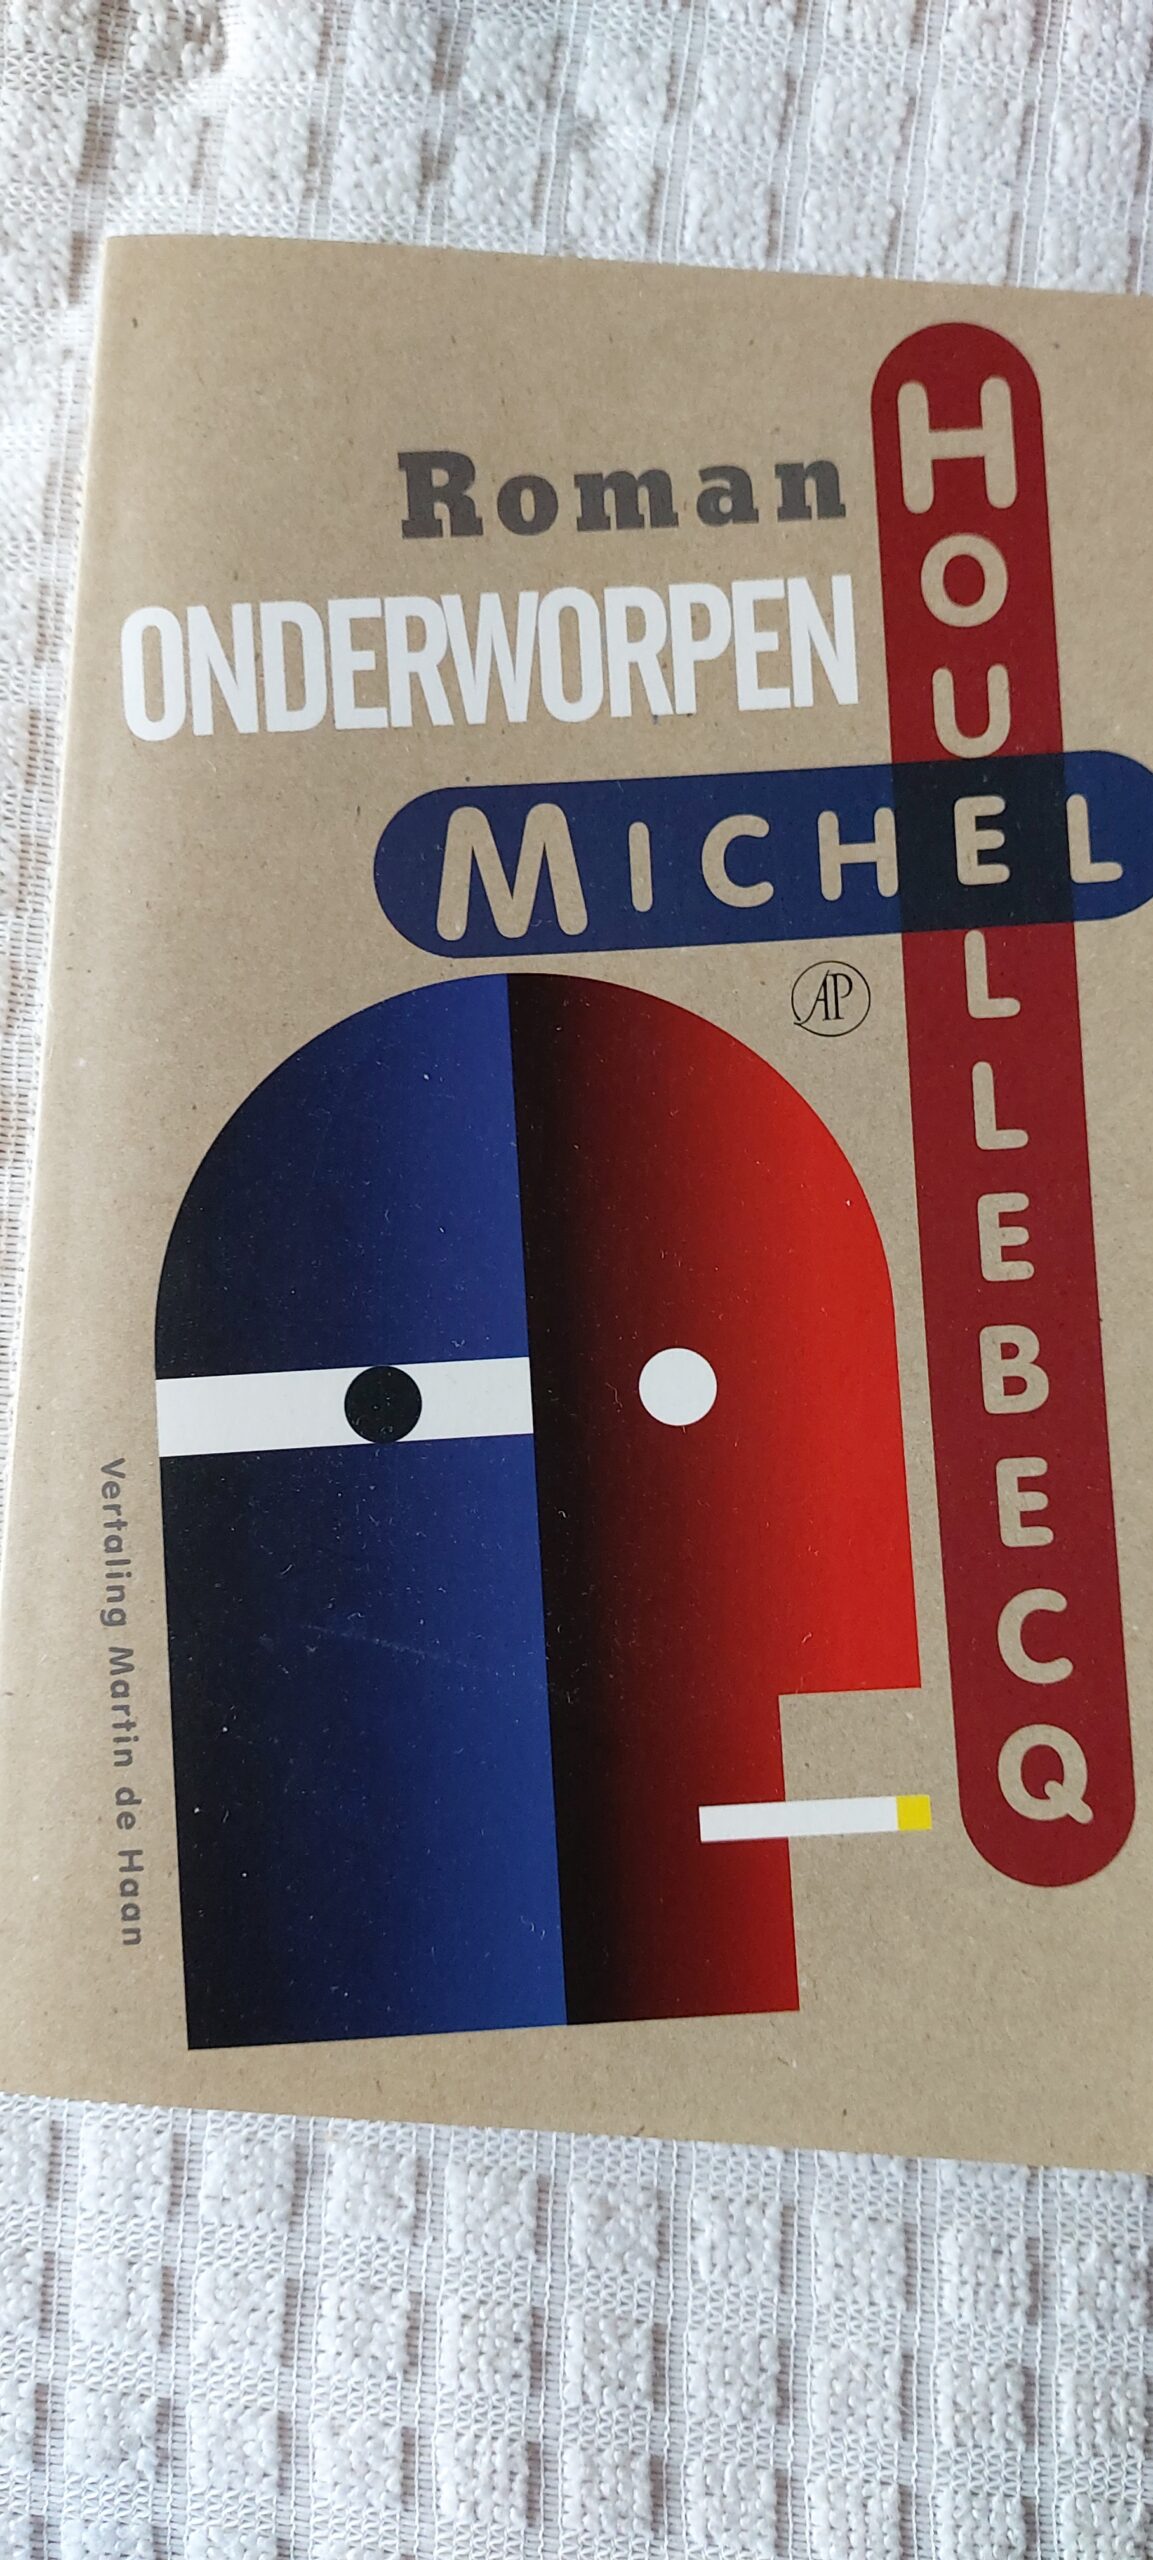 Roman
ONDERWORPEN
MICHEL
HOUELLEBECQ
AP
Vertaling Martin de Haan